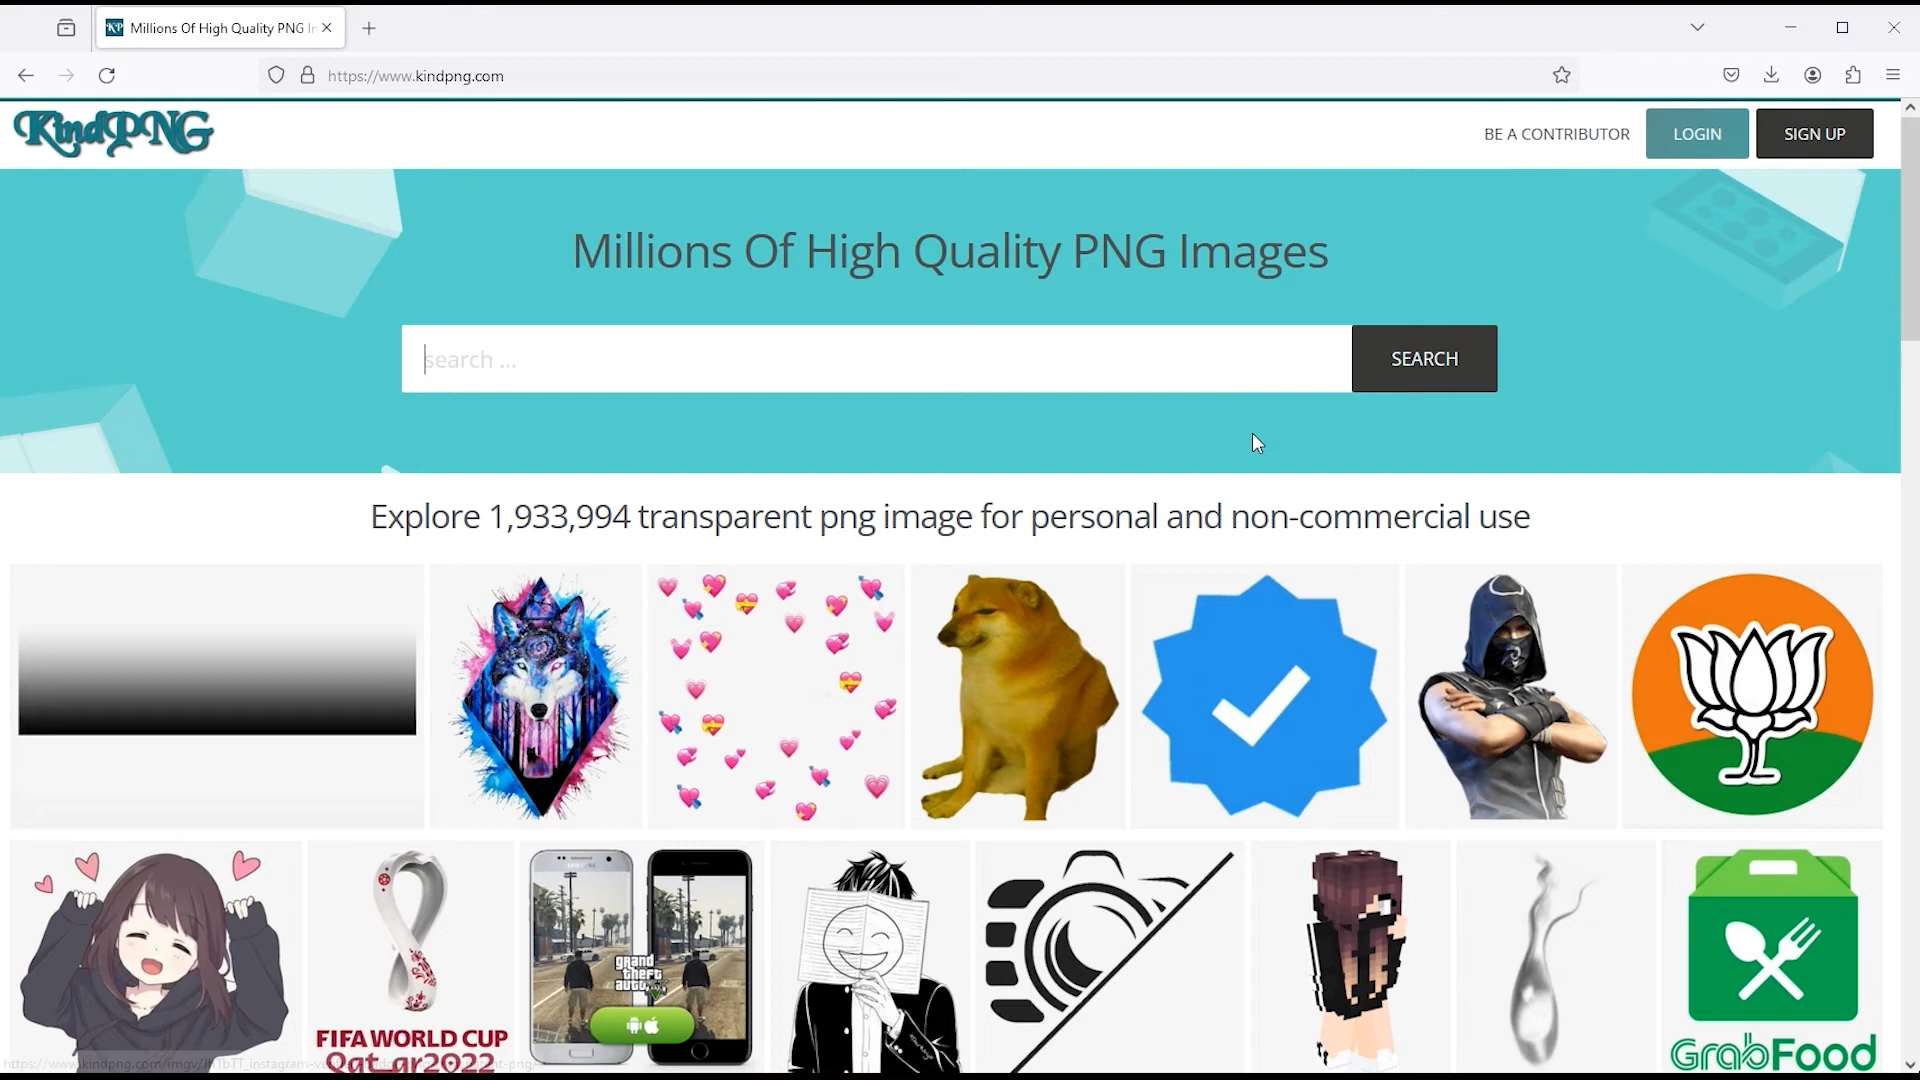 Millions Of High Quality PNG In
https://www.kindpng.com
KindPNG
BE A CONTRIBUTOR
LOGIN
SIGN UP
Millions Of High Quality PNG Images
search ...
SEARCH
Explore 1,933,994 transparent png image for personal and non-commercial use
grand
theft
auto
FIFA WORLD CUP
Qatar2022
GrabFood